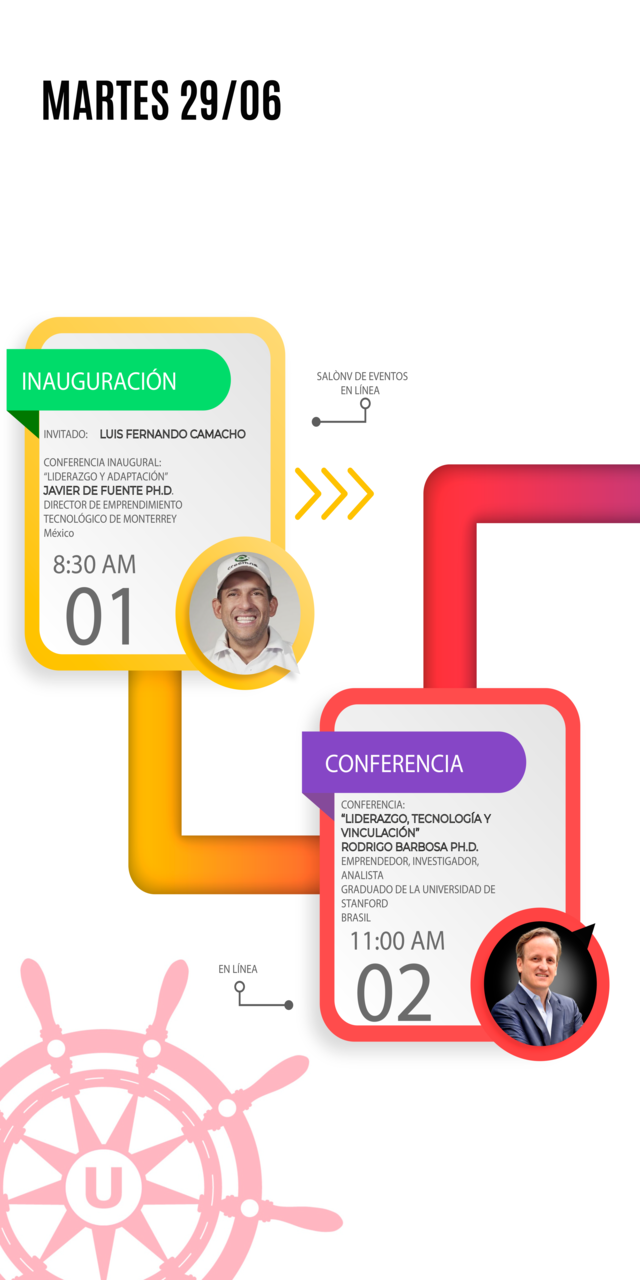 MARTES 29/06
INAUGURACIÓN
INVITADO: LUIS FERNANDO CAMACHO
CONFERENCIA INAUGURAL:
“LIDERAZGO Y ADAPTACIÓN”
JAVIER DE FUENTE PH.D.
DIRECTOR DE EMPRENDIMIENTO
TECNOLÓGICO DE MONTERREY
México
8:30 AM
01
SALÒNV DE EVENTOS
EN LÍNEA
CONFERENCIA
CONFERENCIA:
“LIDERAZGO, TECNOLOGÍA Y
VINCULACIÓN”
RODRIGO BARBOSA PH.D.
EMPRENDEDOR, INVESTIGADOR,
ANALISTA
GRADUADO DE LA UNIVERSIDAD DE
STANFORD
BRASIL
11:00 AM
02
EN LÍNEA
U